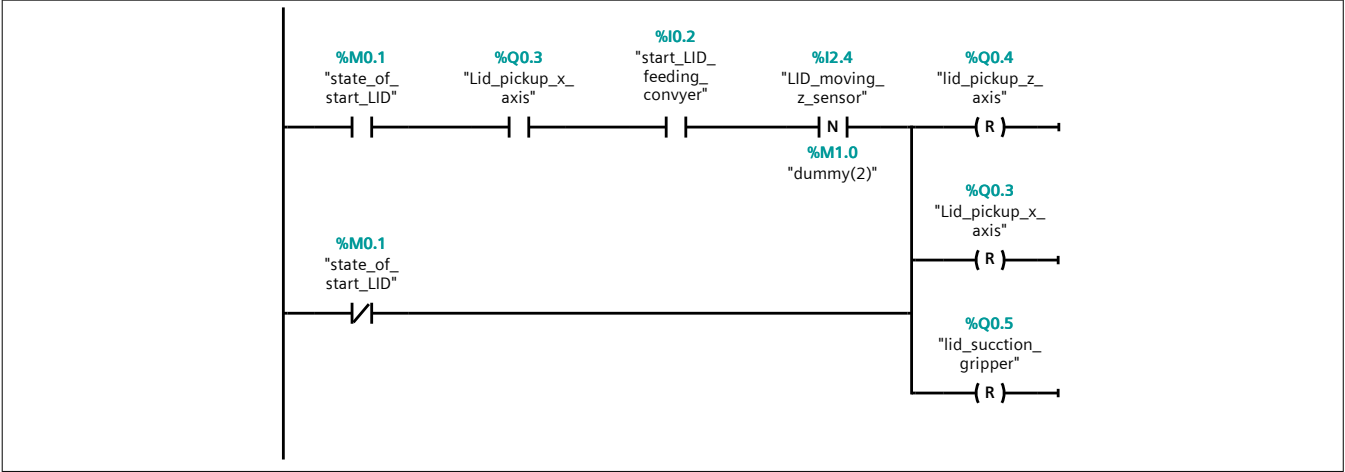 %M0.1
"state_of_
start_LID"
%Q0.3
"Lid_pickup_x_
axis"
%I0.2
"start_LID_
feeding_
convyer"
%I2.4
"LID_moving_
z_sensor"
N
%M1.0
"dummy(2)"
%Q0.4
"lid_pickup_z_
axis"
( R )
%Q0.3
"Lid_pickup_x_
axis"
( R )
%M0.1
"state_of_
start_LID"
%Q0.5
"lid_sucction_
gripper"
( R )